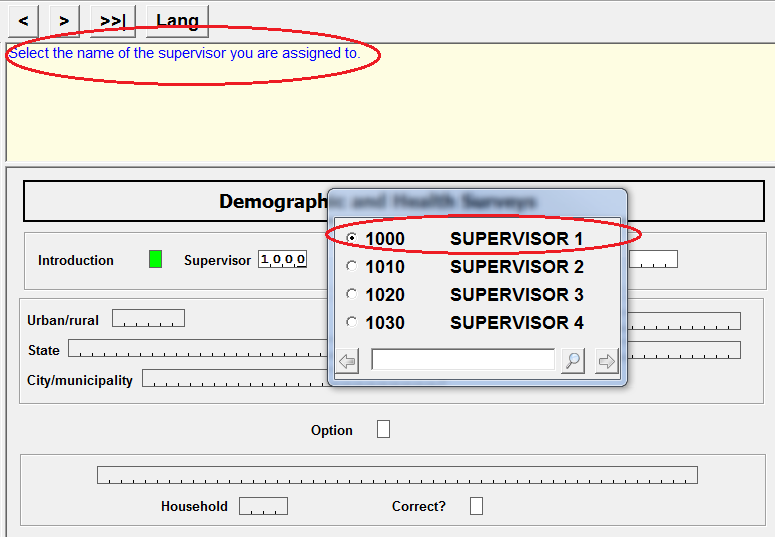 < > >>| Lang
Select the name of the supervisor you are assigned to.
Demographic and Health Surveys
Introduction Supervisor 1000
1000 SUPERVISOR 1
1010 SUPERVISOR 2
1020 SUPERVISOR 3
1030 SUPERVISOR 4
Urban/rural
State
City/municipality
Option
Household Correct?